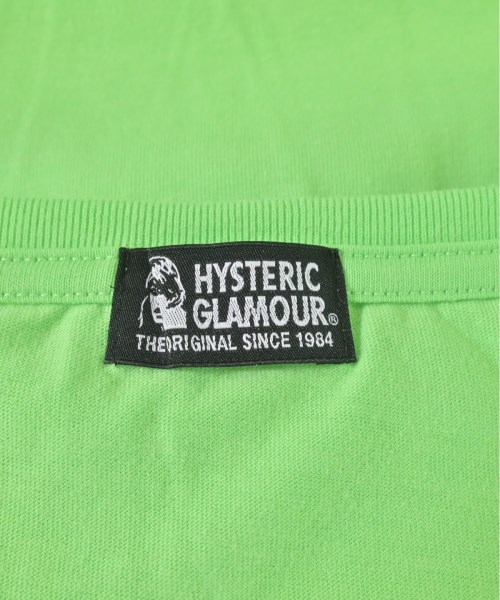 HYSTERIC
GLAMOUR®
THE ORIGINAL SINCE 1984